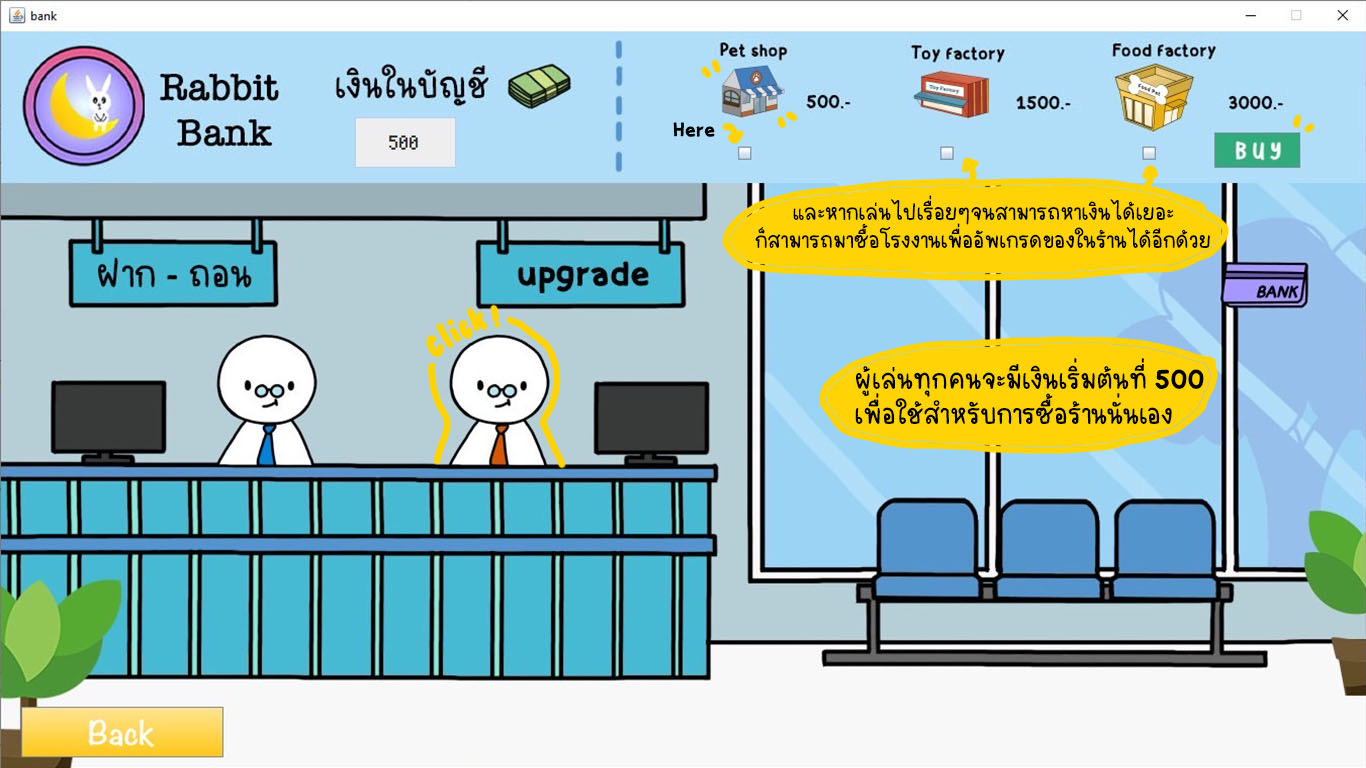 bank
Rabbit
Bank
เงินในบัญชี
500
Pet shop
500.-
Here
Toy factory
Toy Factory
1500.-
Food factory
Food Pet
3000.-
BUY
และหากเล่นไปเรื่อยๆจนสามารถหาเงินได้เยอะ
ก็สามารถมาซื้อโรงงานเพื่ออัพเกรดของในร้านได้อีกด้วย
ฝาก - ถอน
upgrade
BANK
click!
ผู้เล่นทุกคนจะมีเงินเริ่มต้นที่ 500
เพื่อใช้สำหรับการซื้อร้านนั่นเอง
Back